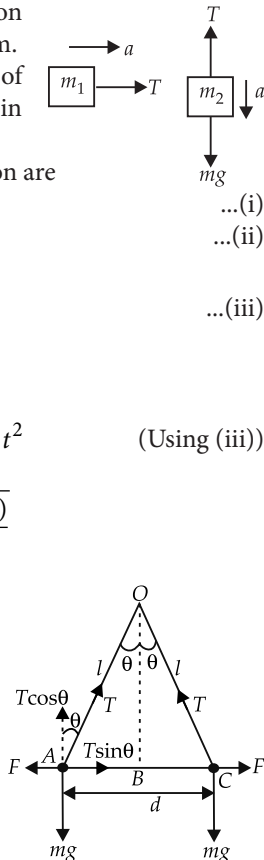 on
m.
of
in
on are
a
m₁
T
T
m₂
a
mg
...(i)
...(ii)
...(iii)
t² (Using (iii))
)
O
θ θ
l l
Tcosθ
θ T T
A Tsinθ
F B C F
d
mg mg